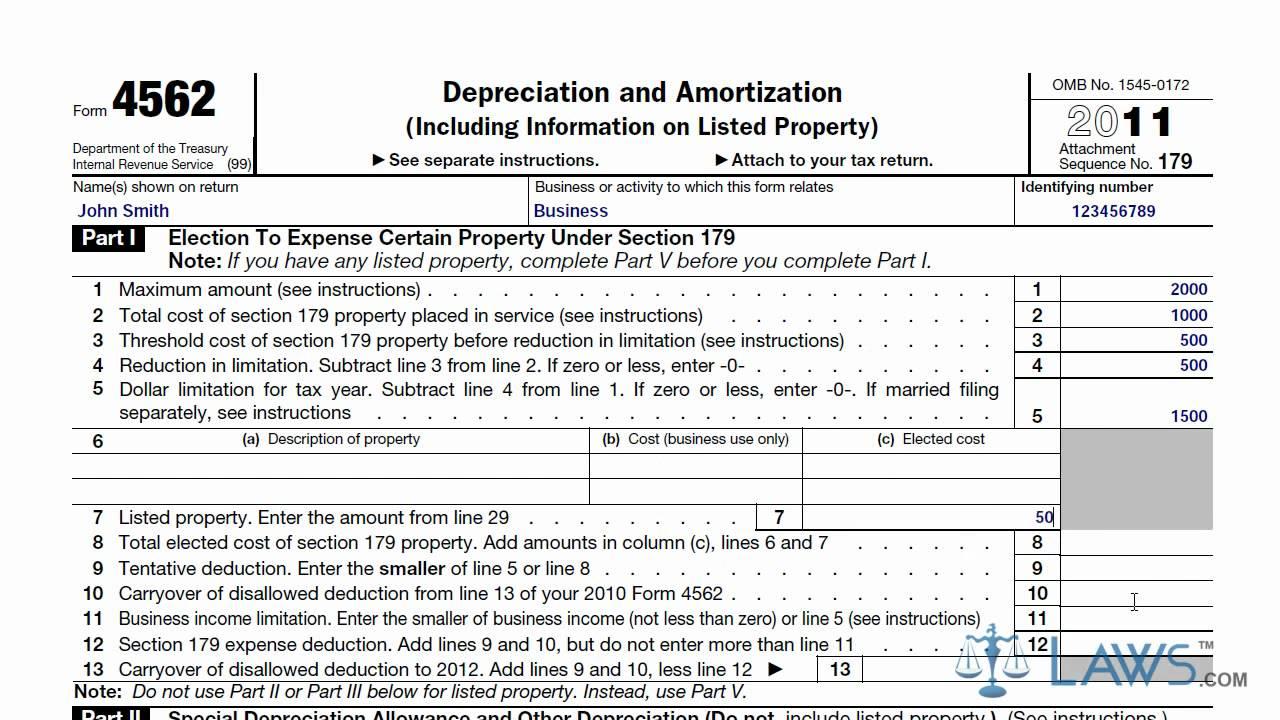 Form 4562
Department of the Treasury
Internal Revenue Service (99)
Depreciation and Amortization
(Including Information on Listed Property)
▶ See separate instructions. ▶ Attach to your tax return.
OMB No. 1545-0172
2011
Attachment
Sequence No. 179
Name(s) shown on return
John Smith
Business or activity to which this form relates
Business
Identifying number
123456789
Part I Election To Expense Certain Property Under Section 179
Note: If you have any listed property, complete Part V before you complete Part I.
1 Maximum amount (see instructions) . . . . . . . . . . . . . . . . . . . . . . . 1 2000
2 Total cost of section 179 property placed in service (see instructions) . . . . . . . . . . . 2 1000
3 Threshold cost of section 179 property before reduction in limitation (see instructions) . . . . . . 3 500
4 Reduction in limitation. Subtract line 3 from line 2. If zero or less, enter -0- . . . . . . . . . . 4 500
5 Dollar limitation for tax year. Subtract line 4 from line 1. If zero or less, enter -0-. If married filing
separately, see instructions . . . . . . . . . . . . . . . . . . . . . . . . . 5 1500
6 (a) Description of property (b) Cost (business use only) (c) Elected cost
7 Listed property. Enter the amount from line 29 . . . . . . . . . 7 50
8 Total elected cost of section 179 property. Add amounts in column (c), lines 6 and 7 . . . . . . 8
9 Tentative deduction. Enter the smaller of line 5 or line 8 . . . . . . . . . . . . . . . . 9
10 Carryover of disallowed deduction from line 13 of your 2010 Form 4562 . . . . . . . . . . . 10
11 Business income limitation. Enter the smaller of business income (not less than zero) or line 5 (see instructions) 11
12 Section 179 expense deduction. Add lines 9 and 10, but do not enter more than line 11 . . . . . 12
13 Carryover of disallowed deduction to 2012. Add lines 9 and 10, less line 12 ▶ 13
LAWS™.COM
Note: Do not use Part II or Part III below for listed property. Instead, use Part V.
Part II Special Depreciation Allowance and Other Depreciation (Do not include listed property.) (See instructions.)